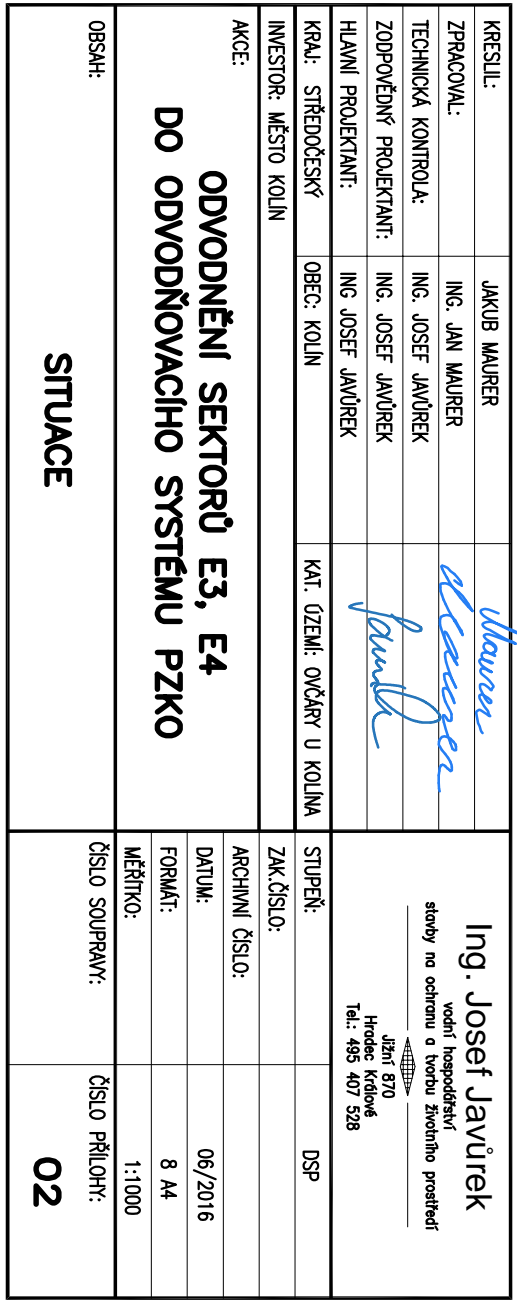 KRESLIL: JAKUB MAURER Maurer
ZPRACOVAL: ING. JAN MAURER Maurer
TECHNICKÁ KONTROLA: ING. JOSEF JAVŮREK
ZODPOVĚDNÝ PROJEKTANT: ING. JOSEF JAVŮREK
HLAVNÍ PROJEKTANT: ING JOSEF JAVŮREK
Ing. Josef Javůrek
vodní hospodářství
stavby na ochranu a tvorbu životního prostředí
Jižní 870
Hradec Králové
Tel.: 495 407 528
KRAJ: STŘEDOČESKÝ OBEC: KOLÍN KAT. ÚZEMÍ: OVČÁRY U KOLÍNA
INVESTOR: MĚSTO KOLÍN
AKCE:
ODVODNĚNÍ SEKTORŮ E3, E4
DO ODVODŇOVACÍHO SYSTÉMU PZKO
STUPEŇ: DSP
ZAK.ČÍSLO:
ARCHIVNÍ ČÍSLO:
DATUM: 06/2016
FORMÁT: 8 A4
MĚŘÍTKO: 1:1000
OBSAH:
SITUACE
ČÍSLO SOUPRAVY:
ČÍSLO PŘÍLOHY:
02